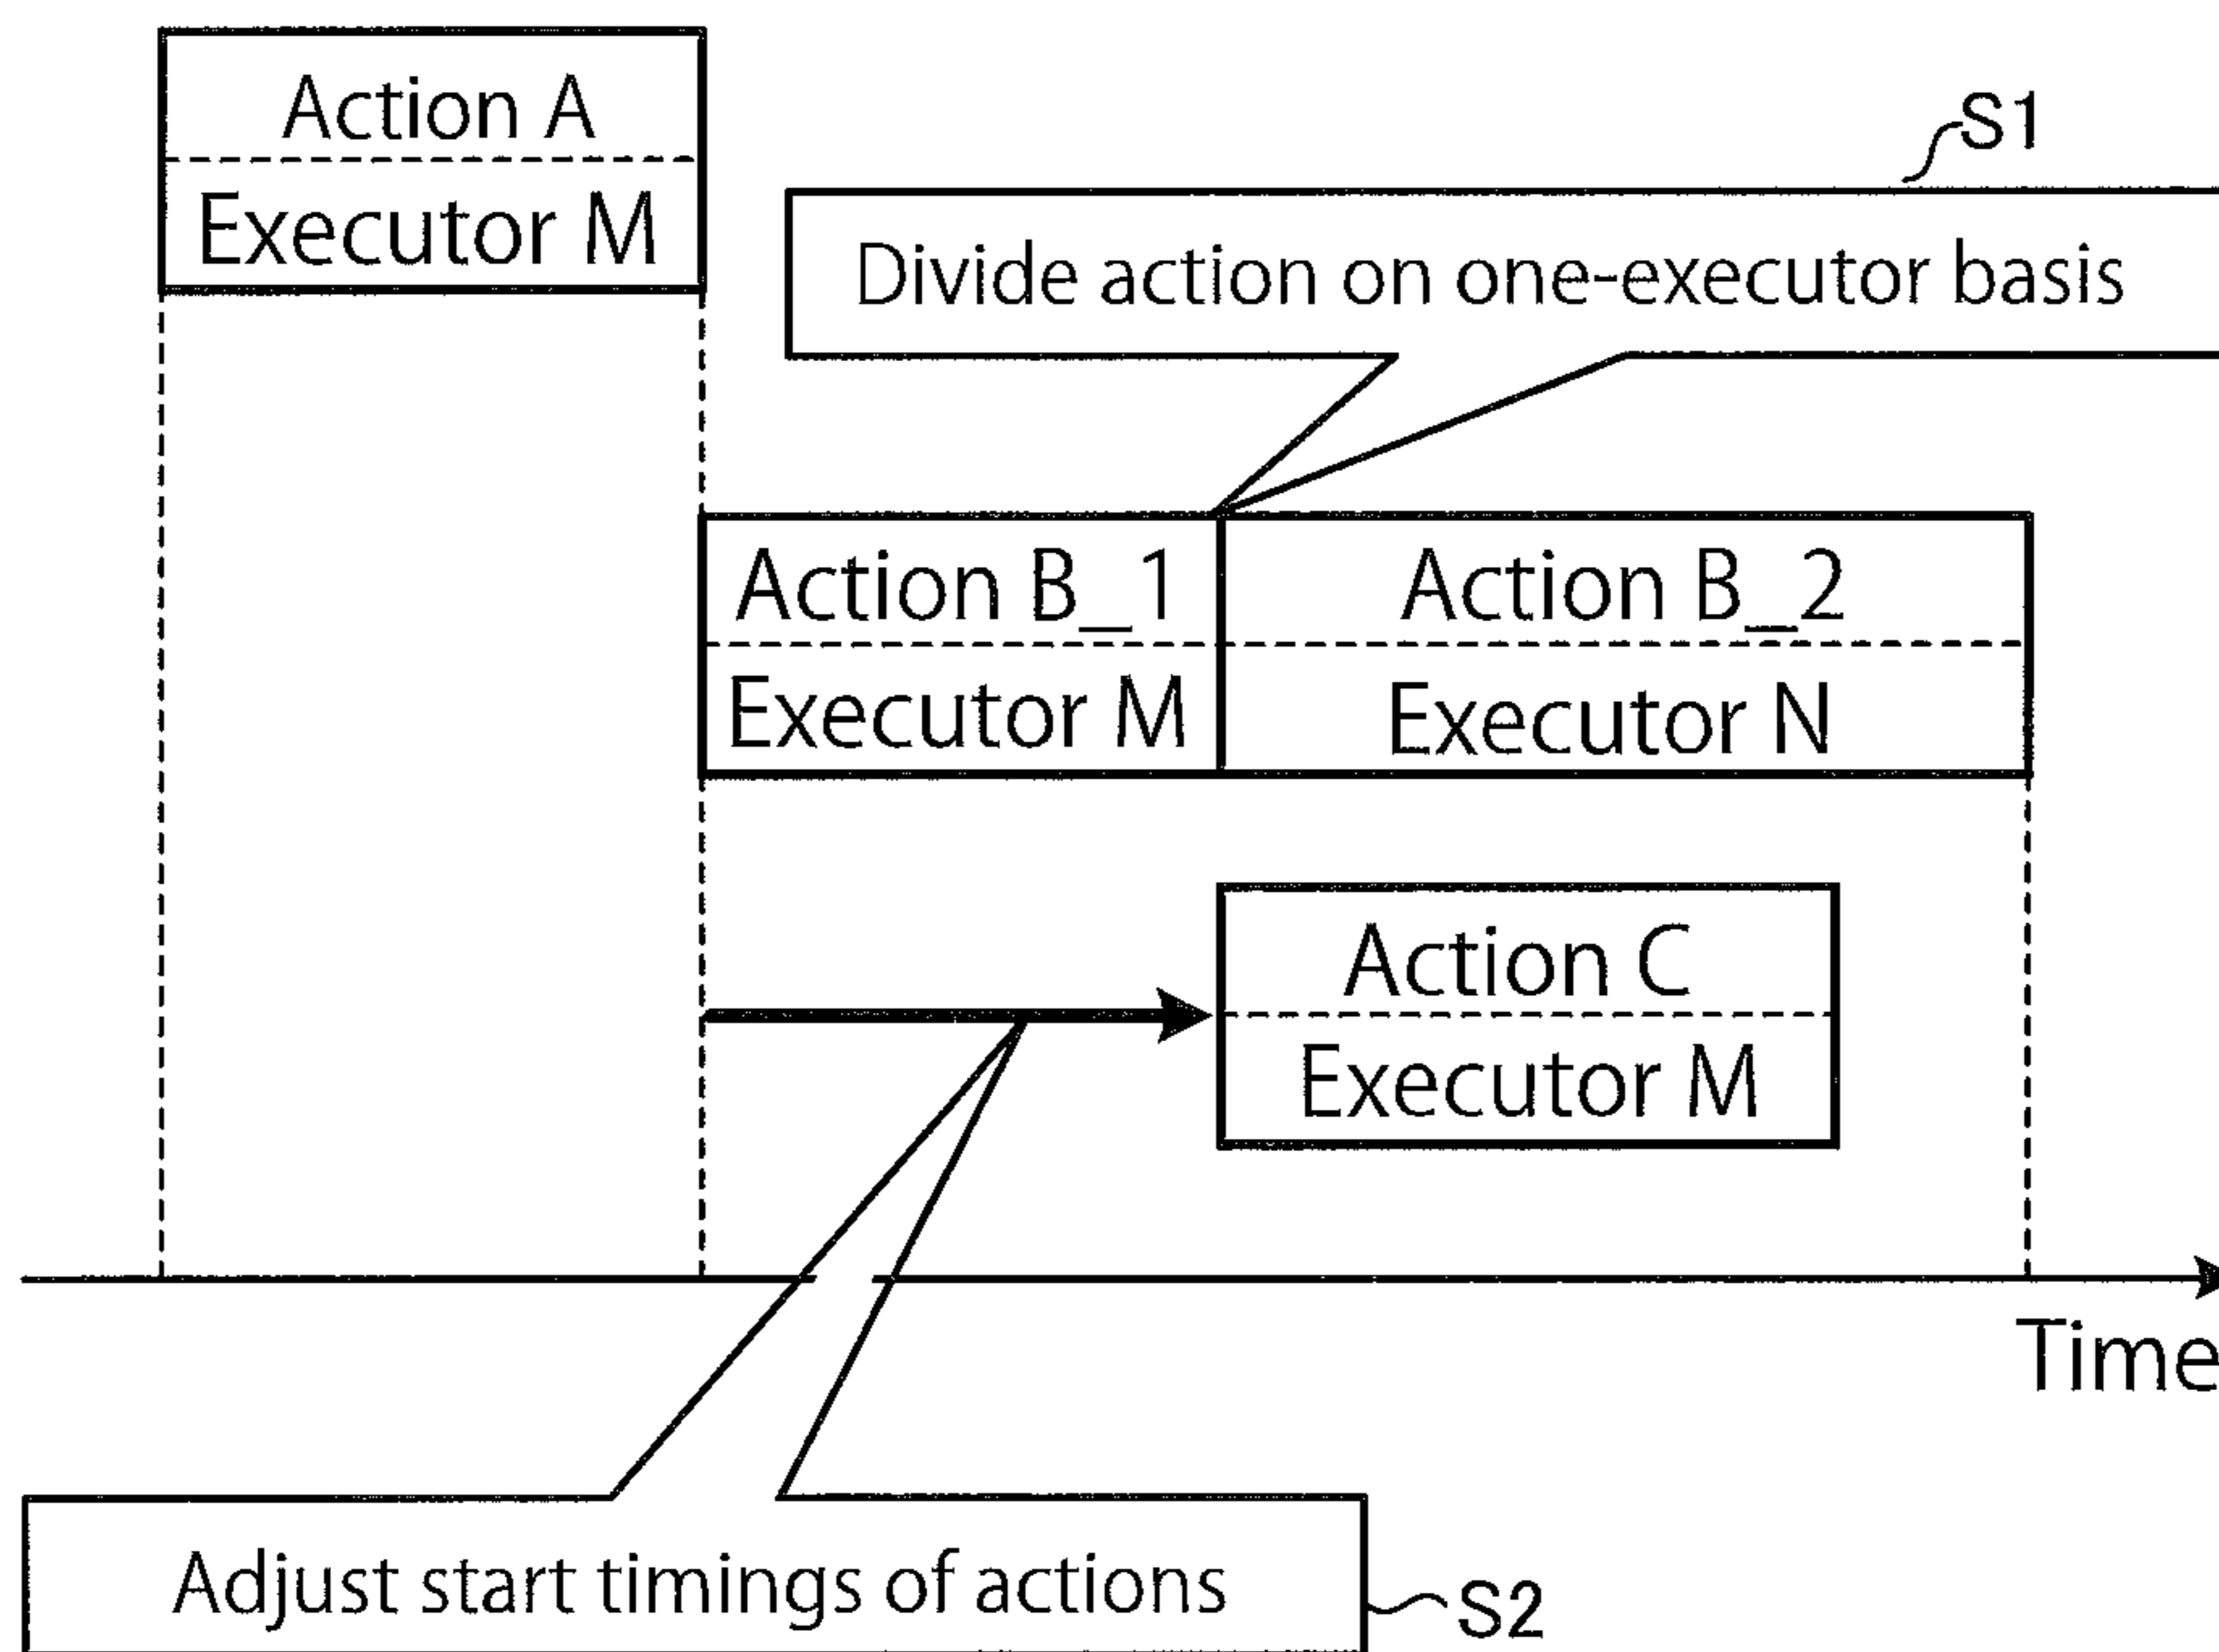 Action A
Executor M
S1
Divide action on one-executor basis
Action B_1
Action B_2
Executor M
Executor N
Action C
Executor M
Time
Adjust start timings of actions
S2